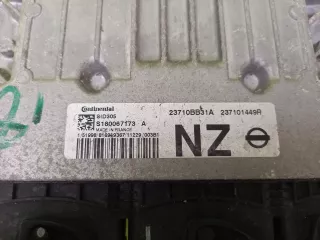 Continental
SID305
23710BB31A 237101449R
S180067173 A
MADE IN FRANCE
NZ